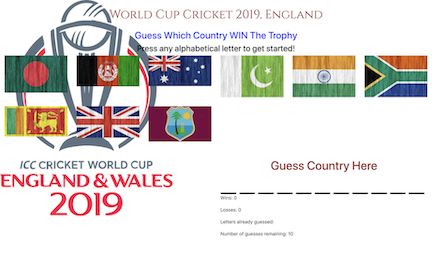 World Cup Cricket 2019, England
Guess Which Country WIN The Trophy
Press any alphabetical letter to get started!
ICC CRICKET WORLD CUP
ENGLAND & WALES
2019
Guess Country Here
Wins: 0
Losses: 0
Letters already guessed:
Number of guesses remaining: 10